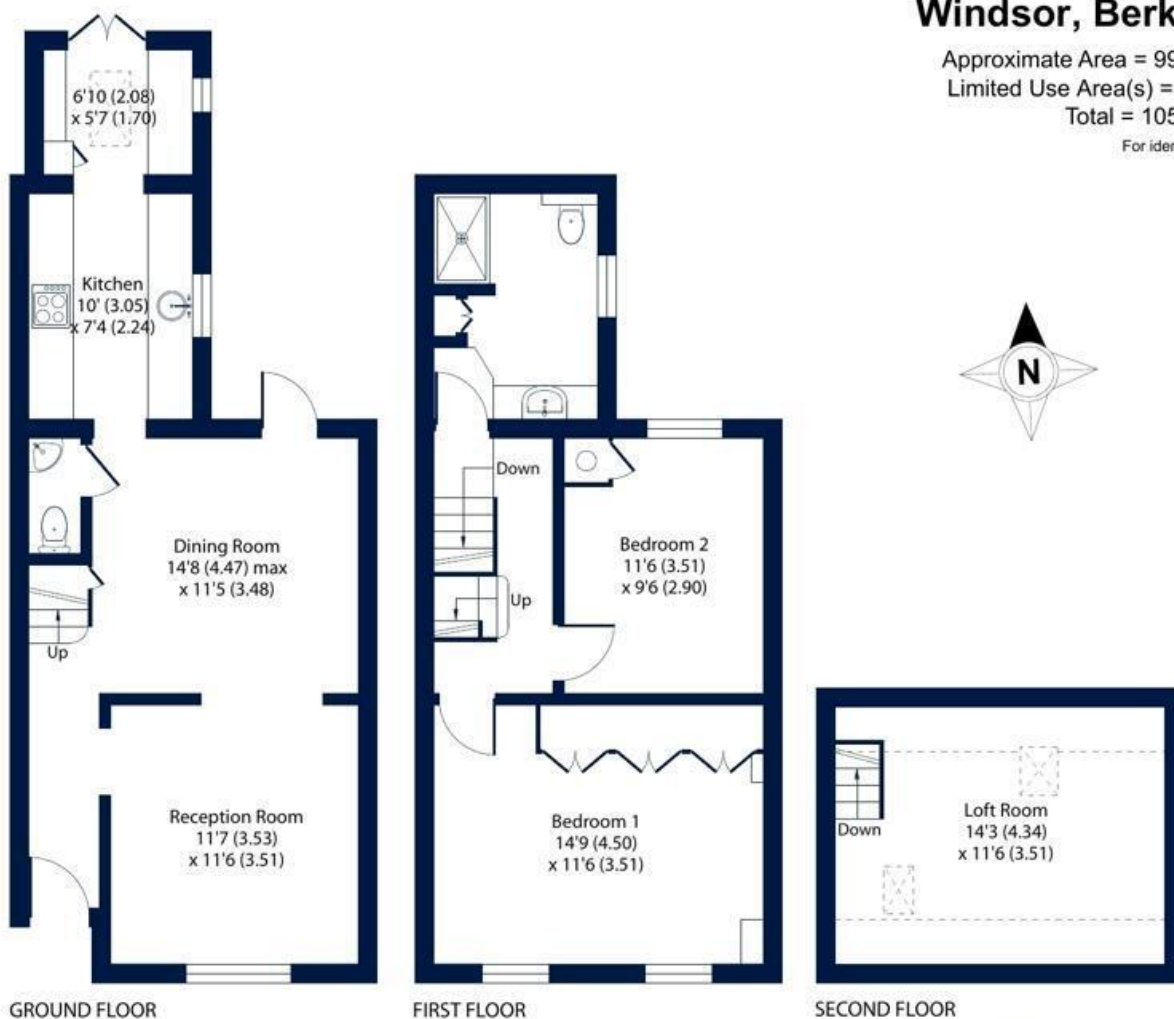 Windsor, Berk
Approximate Area = 99
Limited Use Area(s) =
Total = 105
For iden
6'10 (2.08)
x 5'7 (1.70)
Kitchen
10' (3.05)
x 7'4 (2.24)
N
Dining Room
14'8 (4.47) max
x 11'5 (3.48)
Up
Reception Room
11'7 (3.53)
x 11'6 (3.51)
GROUND FLOOR
Down
Up
Bedroom 2
11'6 (3.51)
x 9'6 (2.90)
Bedroom 1
14'9 (4.50)
x 11'6 (3.51)
FIRST FLOOR
Down
Loft Room
14'3 (4.34)
x 11'6 (3.51)
SECOND FLOOR